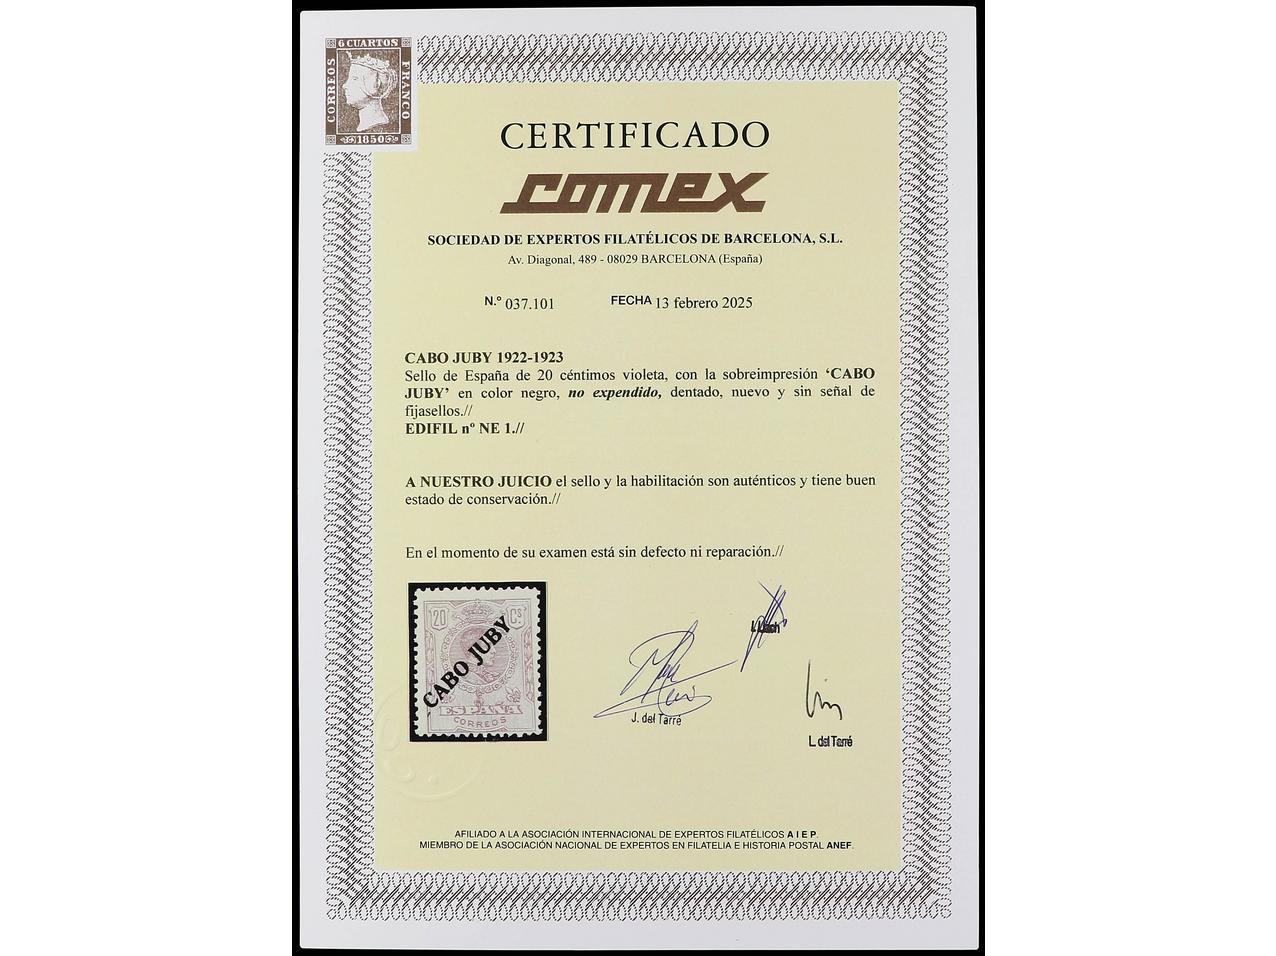 6 CUARTOS
CORREOS
FRANCO
1850
CERTIFICADO
comex
SOCIEDAD DE EXPERTOS FILATÉLICOS DE BARCELONA, S.L.
Av. Diagonal, 489 - 08029 BARCELONA (España)
N.º 037.101 FECHA 13 febrero 2025
CABO JUBY 1922-1923
Sello de España de 20 céntimos violeta, con la sobreimpresión ‘CABO
JUBY’ en color negro, no expendido, dentado, nuevo y sin señal de
fijasellos.//
EDIFIL nº NE 1.//
A NUESTRO JUICIO el sello y la habilitación son auténticos y tiene buen
estado de conservación.//
En el momento de su examen está sin defecto ni reparación.//
20 Cs
CABO JUBY
ESPAÑA
CORREOS
J. del Tarré
L. del Tarré
AFILIADO A LA ASOCIACIÓN INTERNACIONAL DE EXPERTOS FILATÉLICOS A I E P.
MIEMBRO DE LA ASOCIACIÓN NACIONAL DE EXPERTOS EN FILATELIA E HISTORIA POSTAL ANEF.